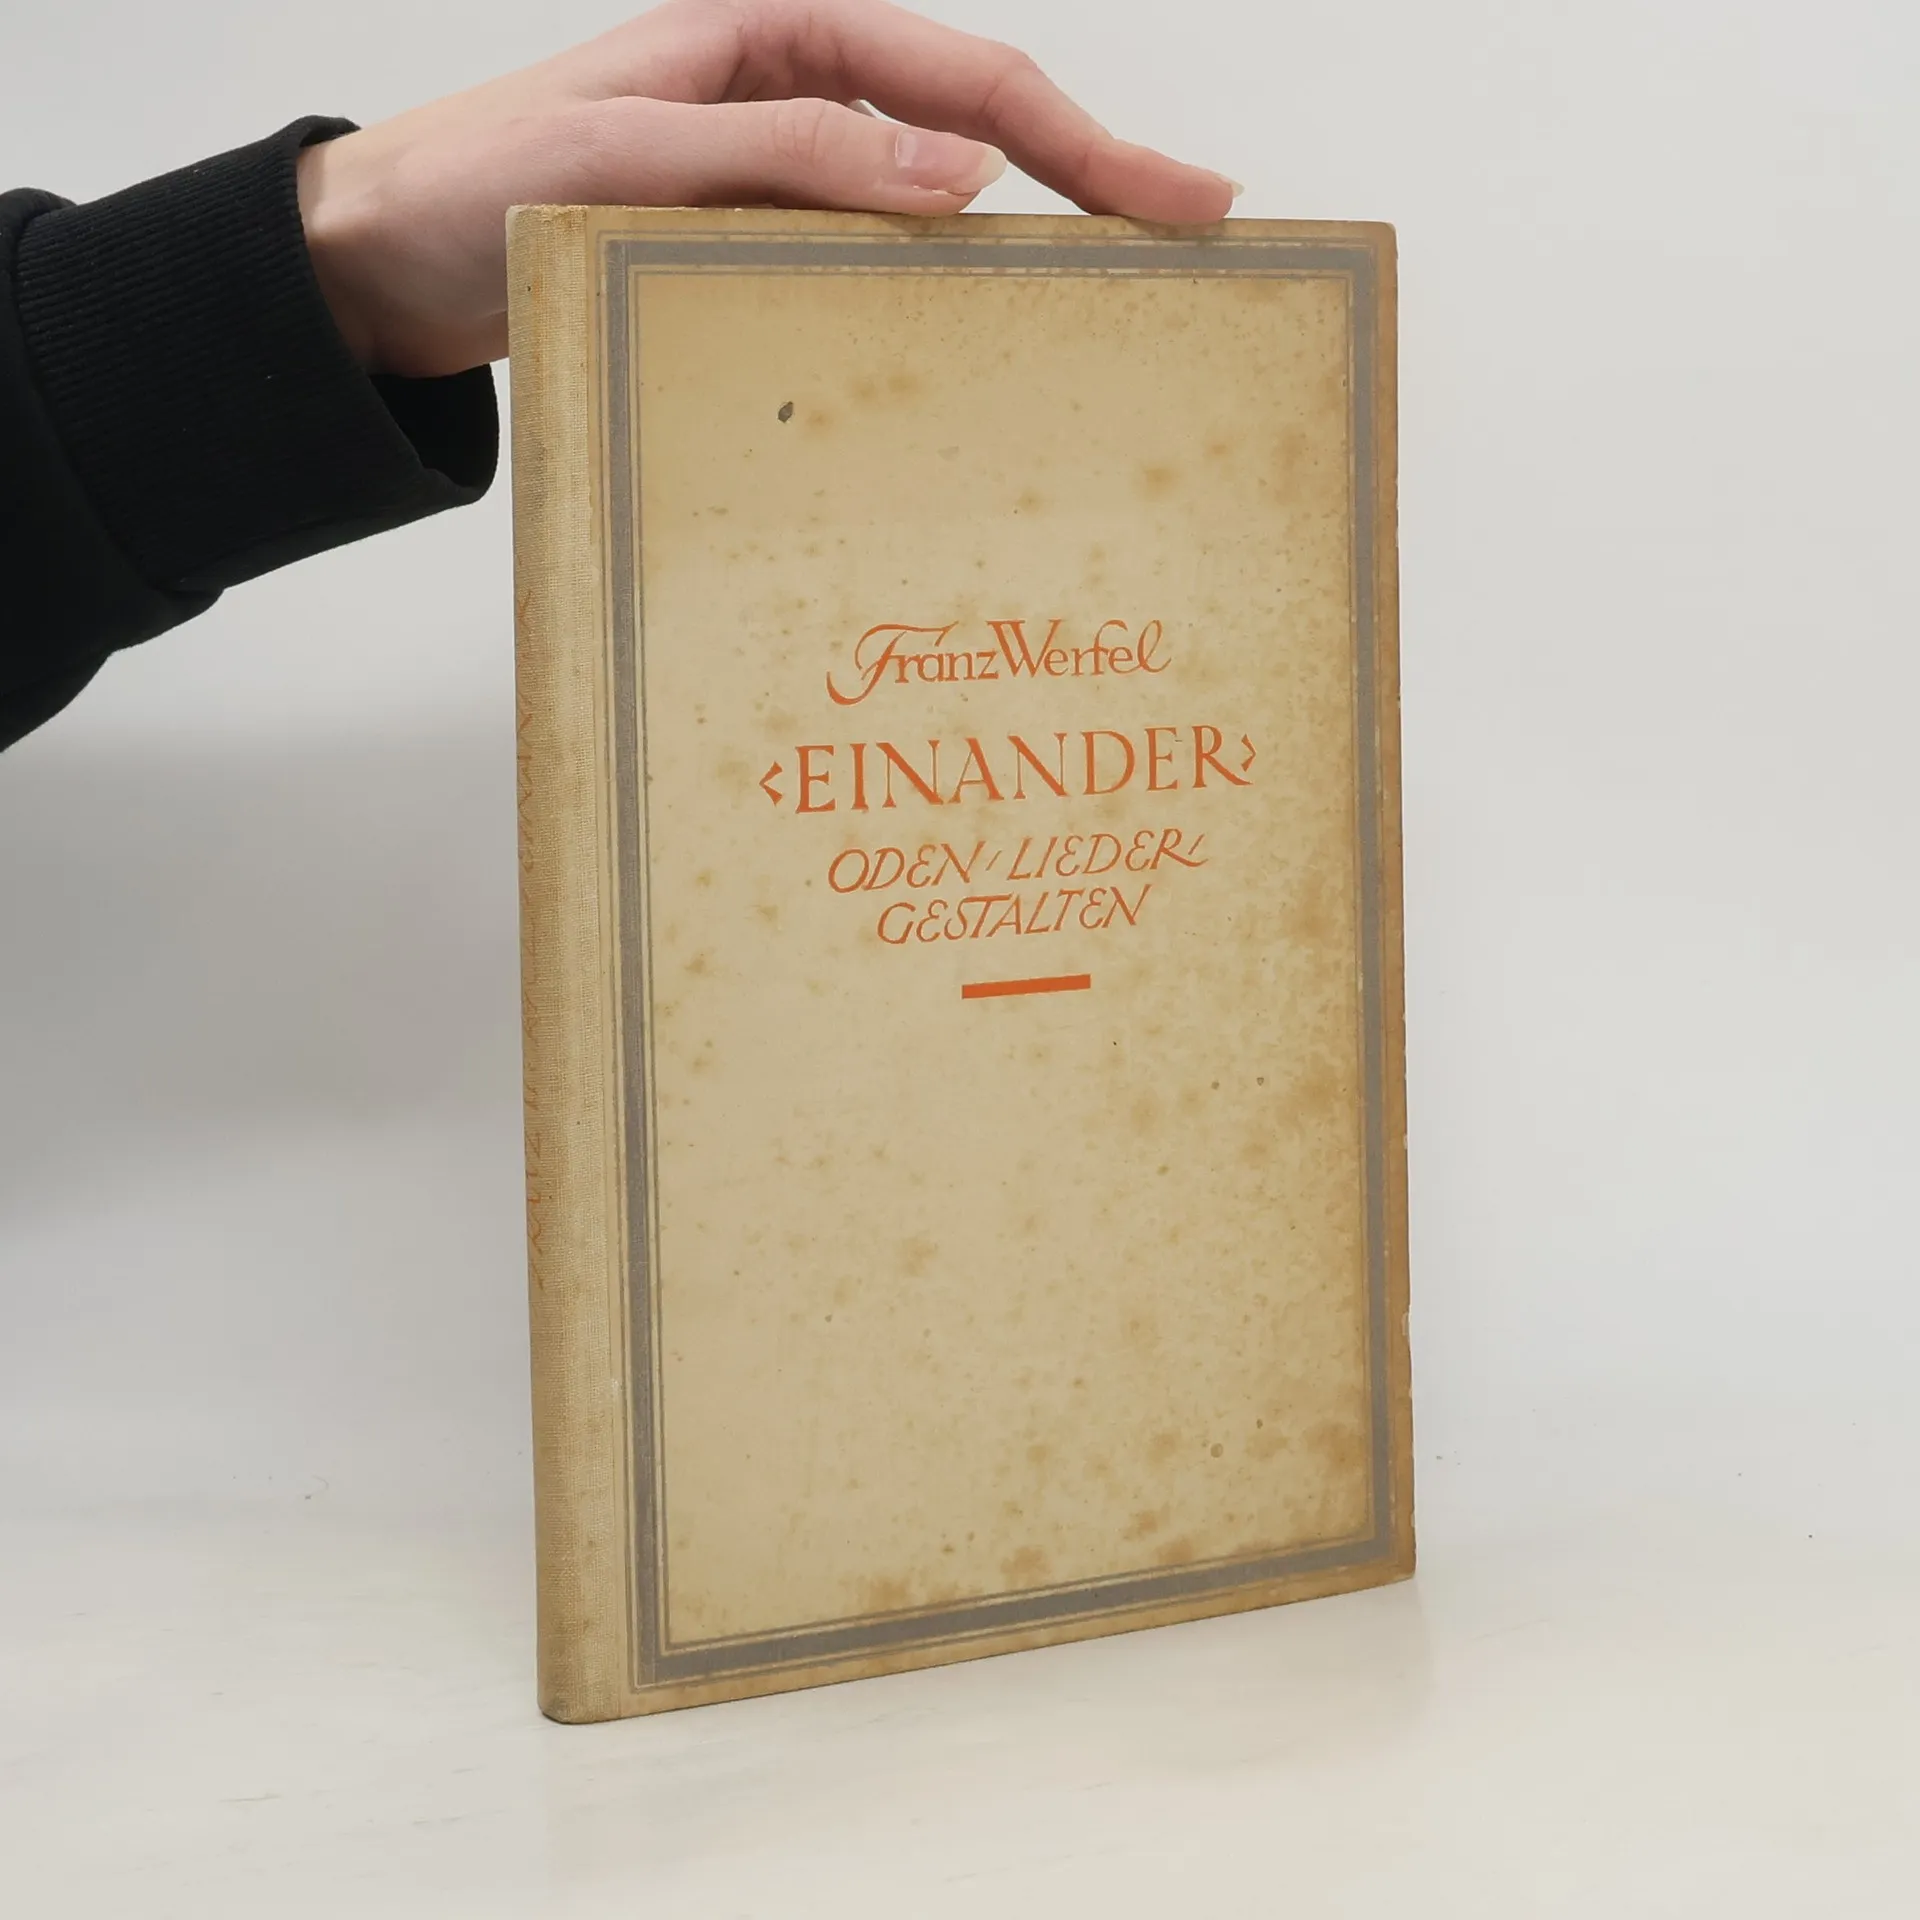 Franz Werfel
‹EINANDER›
ODEN / LIEDER /
GESTALTEN